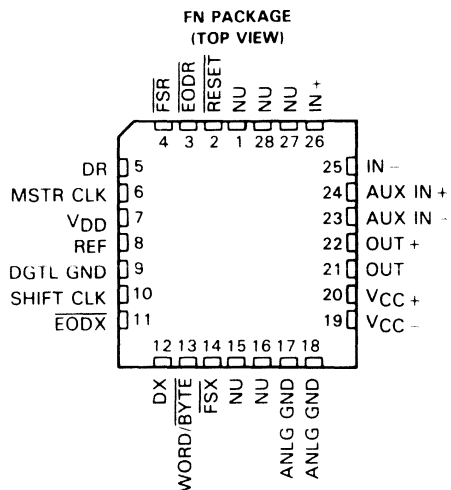 FN PACKAGE
(TOP VIEW)
FSR
EODR
RESET
NU
NU
NU
IN +
4 3 2 1 28 27 26
DR 5
MSTR CLK 6
VDD 7
REF 8
DGTL GND 9
SHIFT CLK 10
EODX 11
25 IN -
24 AUX IN +
23 AUX IN -
22 OUT +
21 OUT
20 VCC +
19 VCC -
12 13 14 15 16 17 18
DX
WORD/BYTE
FSX
NU
NU
ANLG GND
ANLG GND